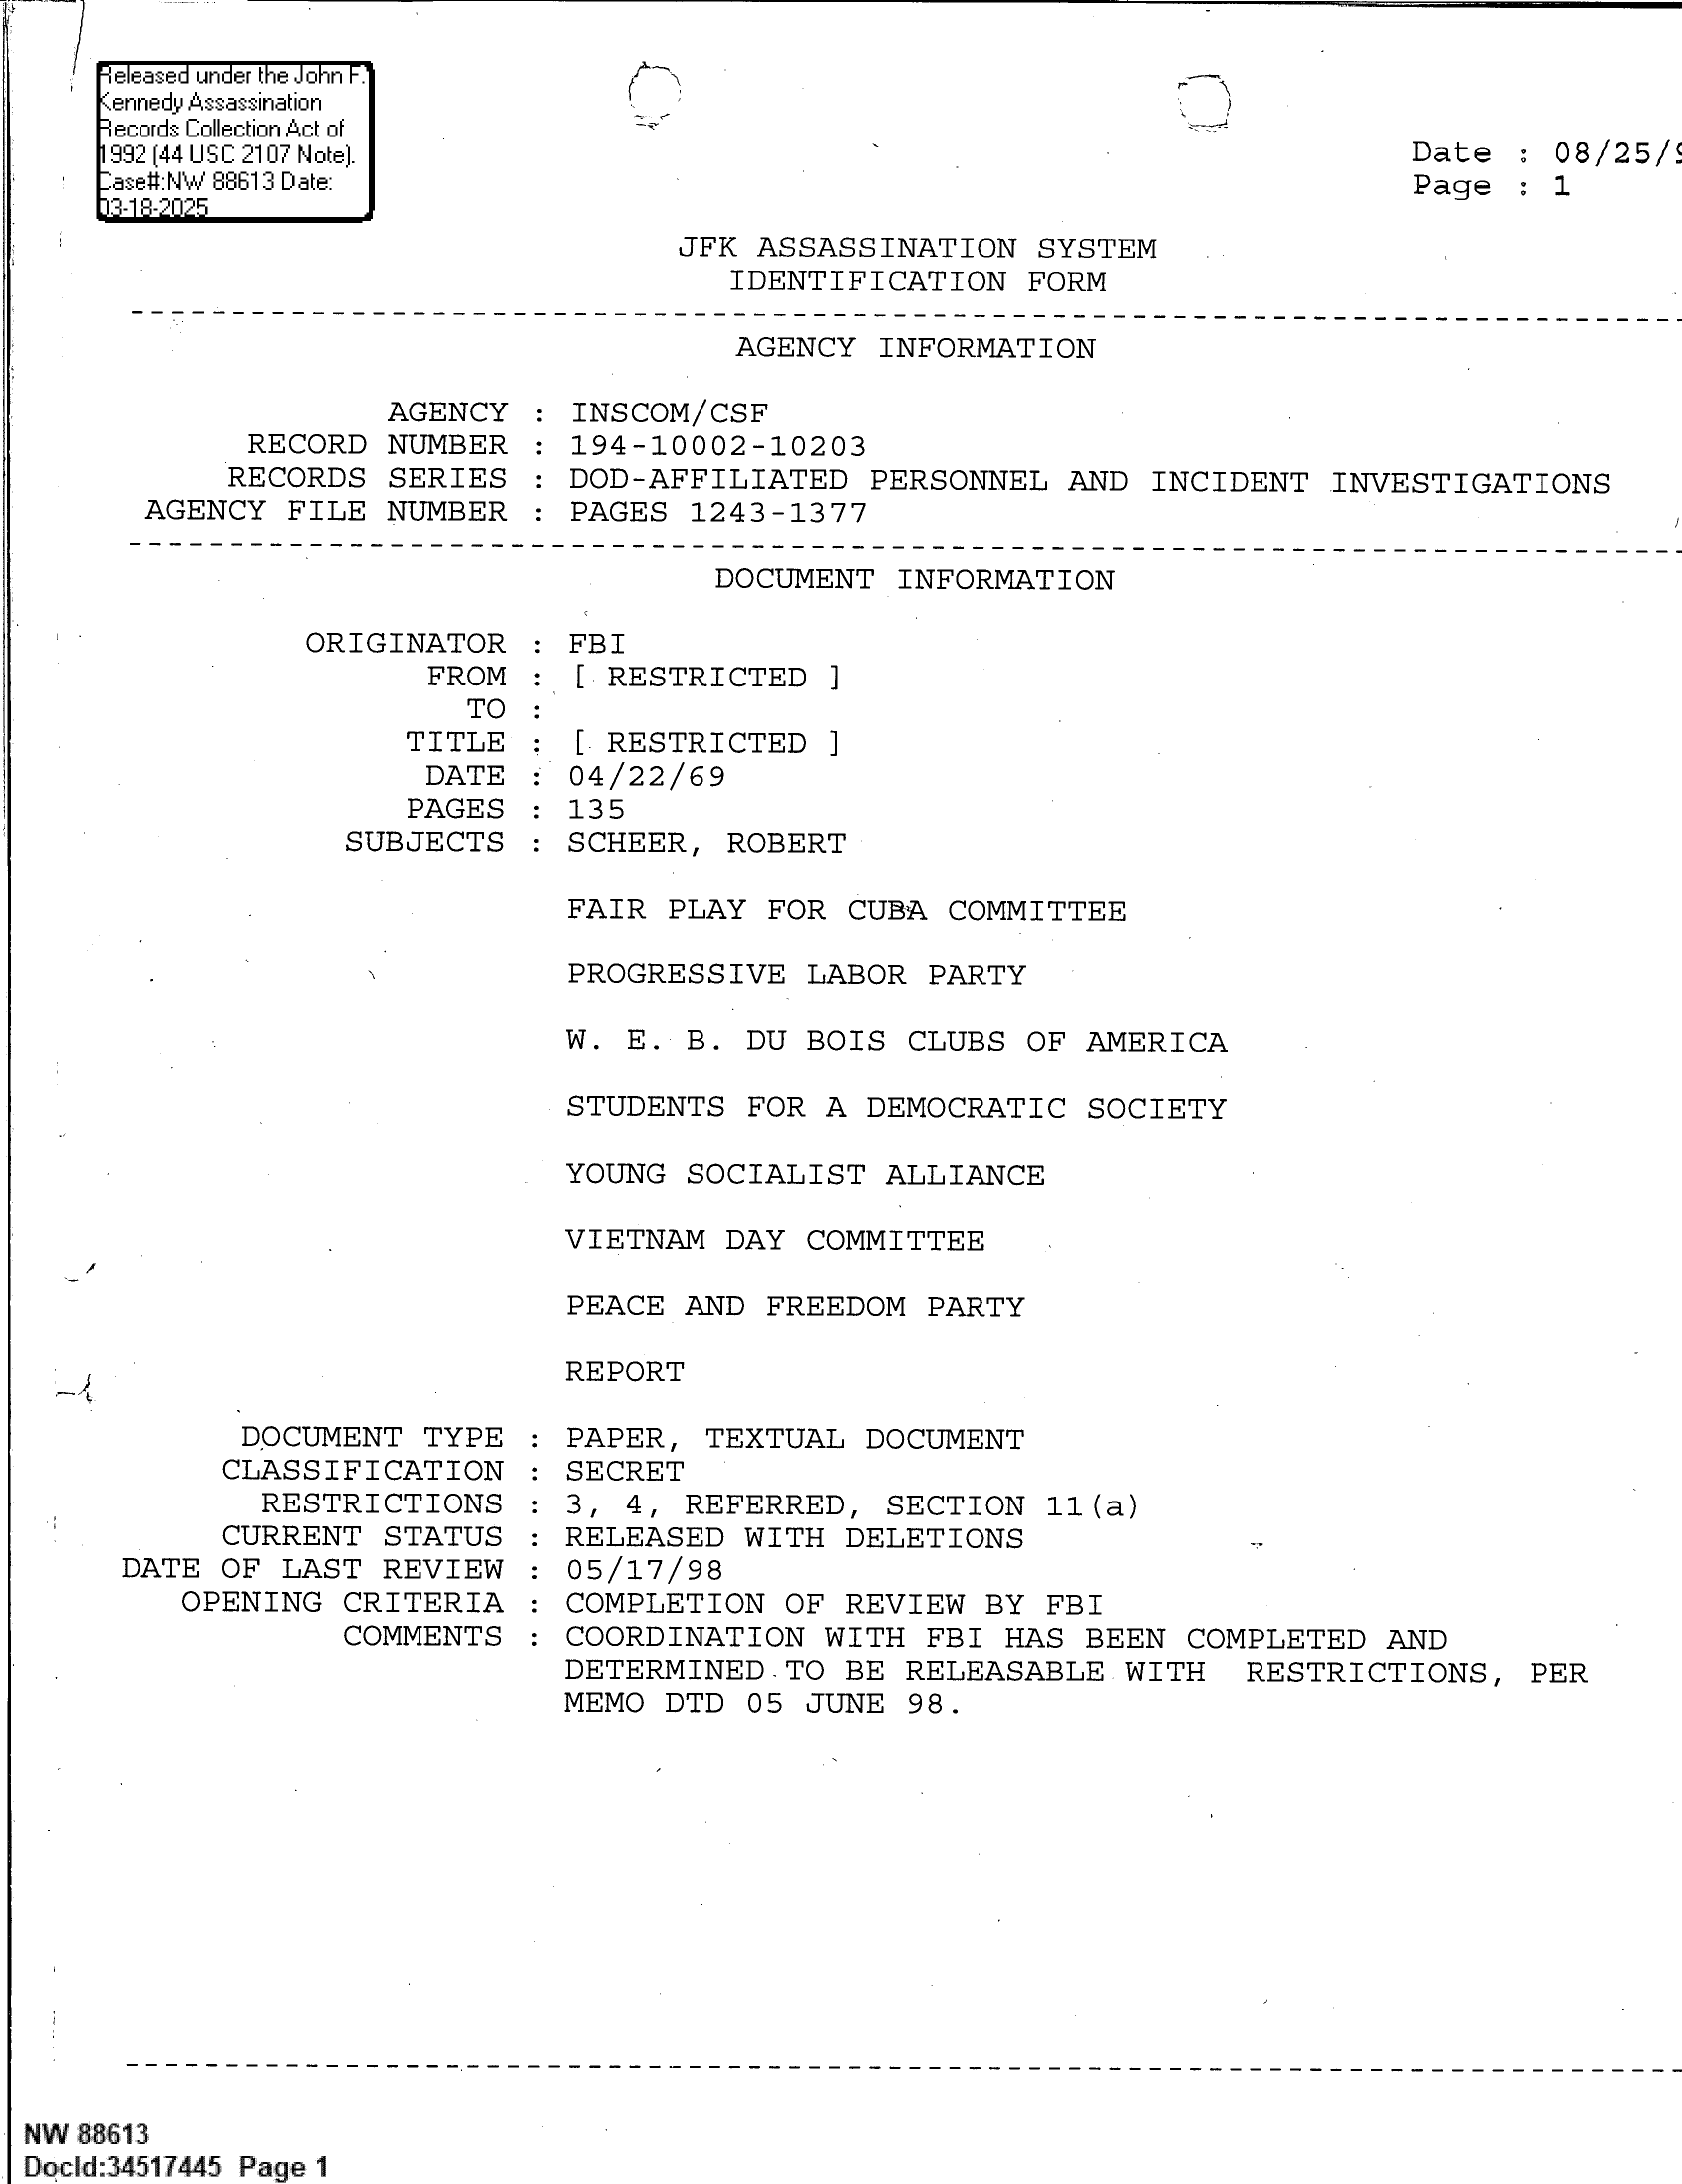 Released under the John F.
Kennedy Assassination
Records Collection Act of
1992 (44 USC 2107 Note).
Case#:NW 88613 Date:
03-18-2025
Date : 08/25/9
Page : 1
JFK ASSASSINATION SYSTEM
IDENTIFICATION FORM
AGENCY INFORMATION
AGENCY : INSCOM/CSF
RECORD NUMBER : 194-10002-10203
RECORDS SERIES : DOD-AFFILIATED PERSONNEL AND INCIDENT INVESTIGATIONS
AGENCY FILE NUMBER : PAGES 1243-1377
DOCUMENT INFORMATION
ORIGINATOR : FBI
FROM : [ RESTRICTED ]
TO :
TITLE : [ RESTRICTED ]
DATE : 04/22/69
PAGES : 135
SUBJECTS : SCHEER, ROBERT
FAIR PLAY FOR CUBA COMMITTEE
PROGRESSIVE LABOR PARTY
W. E. B. DU BOIS CLUBS OF AMERICA
STUDENTS FOR A DEMOCRATIC SOCIETY
YOUNG SOCIALIST ALLIANCE
VIETNAM DAY COMMITTEE
PEACE AND FREEDOM PARTY
REPORT
DOCUMENT TYPE : PAPER, TEXTUAL DOCUMENT
CLASSIFICATION : SECRET
RESTRICTIONS : 3, 4, REFERRED, SECTION 11(a)
CURRENT STATUS : RELEASED WITH DELETIONS
DATE OF LAST REVIEW : 05/17/98
OPENING CRITERIA : COMPLETION OF REVIEW BY FBI
COMMENTS : COORDINATION WITH FBI HAS BEEN COMPLETED AND
DETERMINED TO BE RELEASABLE WITH RESTRICTIONS, PER
MEMO DTD 05 JUNE 98.
NW 88613
DocId:34517445 Page 1